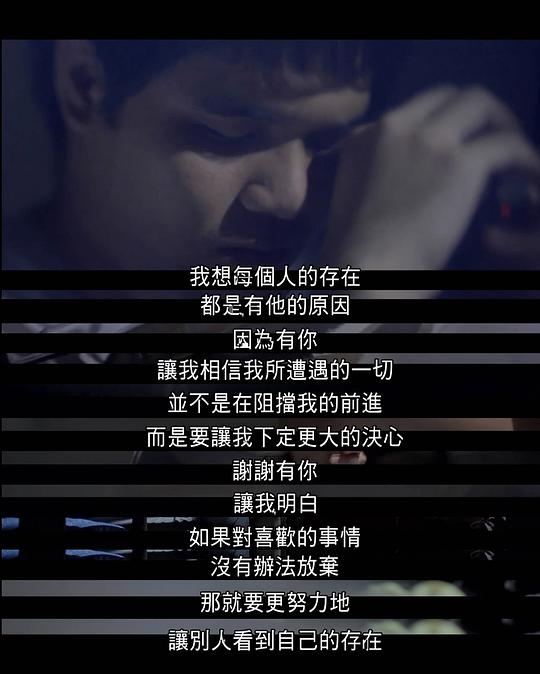 我想每個人的存在
都是有他的原因
因為有你
讓我相信我所遭遇的一切
並不是在阻擋我的前進
而是要讓我下定更大的決心
謝謝有你
讓我明白
如果對喜歡的事情
沒有辦法放棄
那就要更努力地
讓別人看到自己的存在